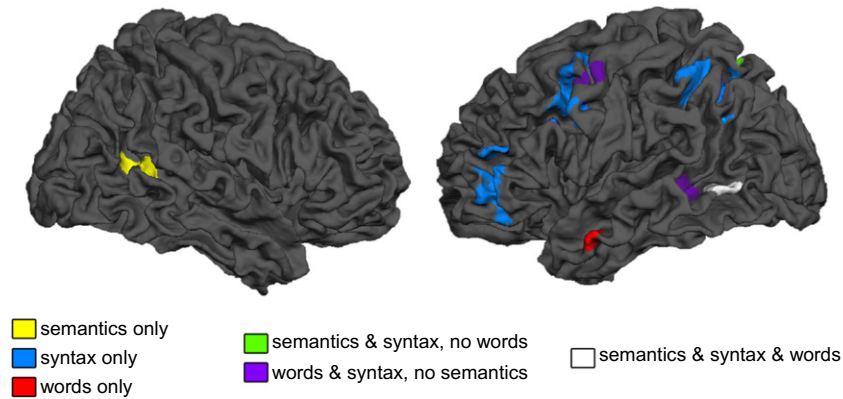 semantics only
syntax only
words only
semantics & syntax, no words
words & syntax, no semantics
semantics & syntax & words